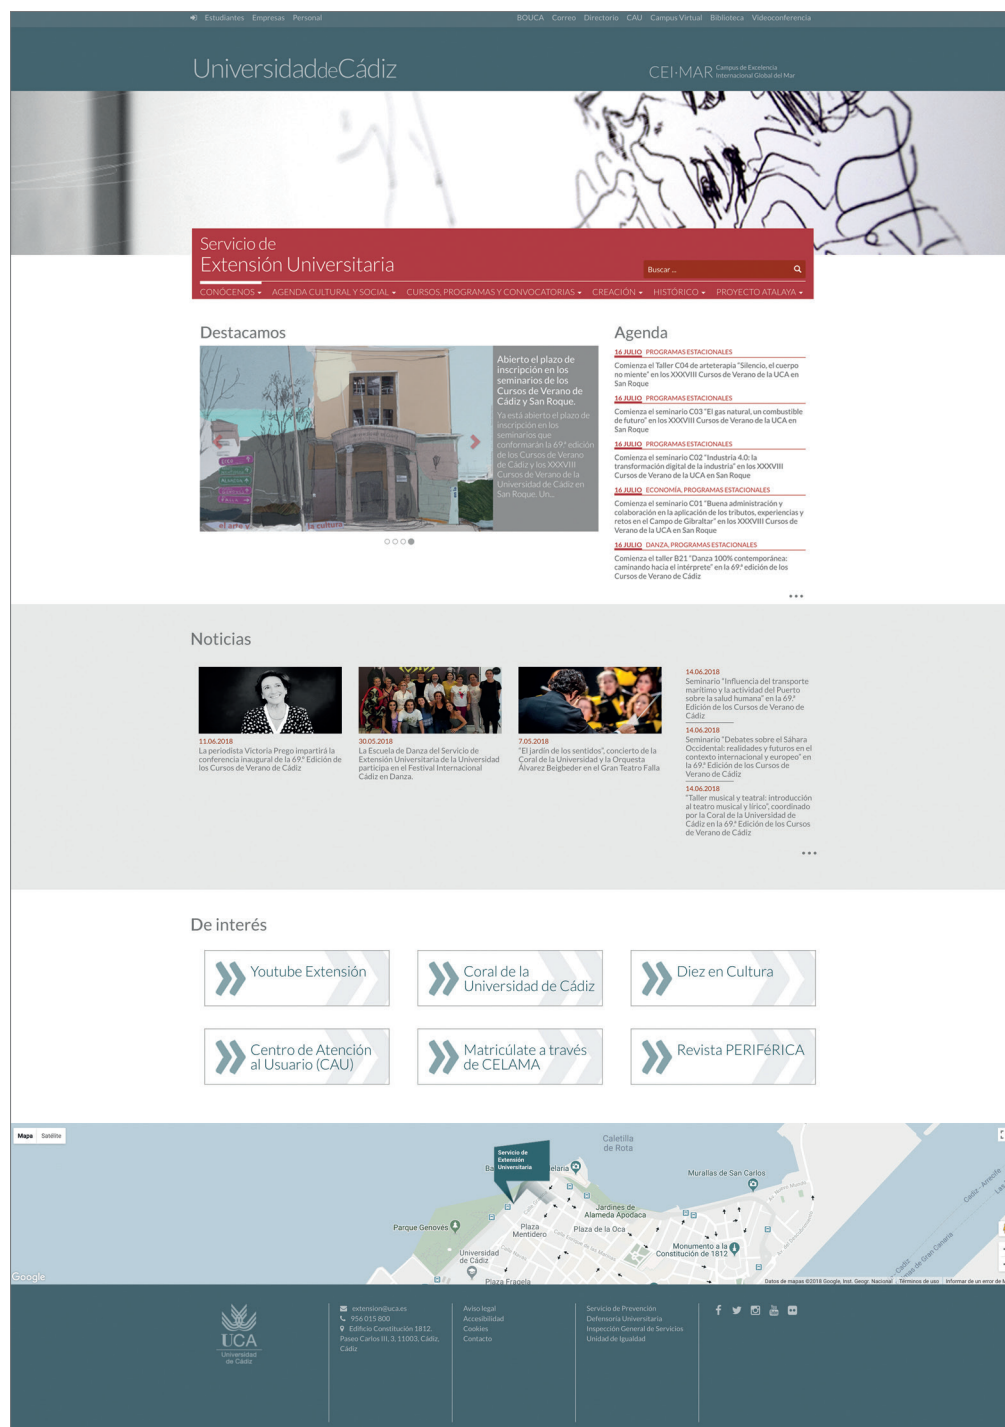 Estudiantes Empresas Personal
BOUCA Correo Directorio CAU Campus Virtual Biblioteca Videoconferencia
UniversidaddeCádiz
CEI·MAR Campus de Excelencia
Internacional Global del Mar
Servicio de
Extensión Universitaria
Buscar ...
CONÓCENOS AGENDA CULTURAL Y SOCIAL CURSOS, PROGRAMAS Y CONVOCATORIAS CREACIÓN HISTÓRICO PROYECTO ATALAYA
Destacamos
Abierto el plazo de
inscripción en los
seminarios de los
Cursos de Verano de
Cádiz y San Roque.
Ya está abierto el plazo de
inscripción en los
seminarios que
conformarán la 69.ª edición
de los Cursos de Verano
de Cádiz y los XXXVIII
Cursos de Verano de la
Universidad de Cádiz en
San Roque. Un...
el arte y la cultura
Agenda
16 JULIO PROGRAMAS ESTACIONALES
Comienza el Taller C04 de arteterapia "Silencio, el cuerpo
no miente" en los XXXVIII Cursos de Verano de la UCA en
San Roque
16 JULIO PROGRAMAS ESTACIONALES
Comienza el seminario C03 "El gas natural, un combustible
de futuro" en los XXXVIII Cursos de Verano de la UCA en
San Roque
16 JULIO PROGRAMAS ESTACIONALES
Comienza el seminario C02 "Industria 4.0: la
transformación digital de la industria" en los XXXVIII
Cursos de Verano de la UCA en San Roque
16 JULIO ECONOMÍA, PROGRAMAS ESTACIONALES
Comienza el seminario C01 "Buena administración y
colaboración en la aplicación de los tributos, experiencias y
retos en el Campo de Gibraltar" en los XXXVIII Cursos de
Verano de la UCA en San Roque
16 JULIO DANZA, PROGRAMAS ESTACIONALES
Comienza el taller B21 "Danza 100% contemporánea:
caminando hacia el intérprete" en la 69.ª edición de los
Cursos de Verano de Cádiz
Noticias
11.06.2018
La periodista Victoria Prego impartirá la
conferencia inaugural de la 69.ª Edición de
los Cursos de Verano de Cádiz
30.05.2018
La Escuela de Danza del Servicio de
Extensión Universitaria de la Universidad
participa en el Festival Internacional
Cádiz en Danza.
7.05.2018
"El jardín de los sentidos", concierto de la
Coral de la Universidad y la Orquesta
Álvarez Beigbeder en el Gran Teatro Falla
14.06.2018
Seminario "Influencia del transporte
marítimo y la actividad del Puerto
sobre la salud humana" en la 69.ª
Edición de los Cursos de Verano de
Cádiz
14.06.2018
Seminario "Debates sobre el Sáhara
Occidental: realidades y futuros en el
contexto internacional y europeo" en
la 69.ª Edición de los Cursos de
Verano de Cádiz
14.06.2018
"Taller musical y teatral: introducción
al teatro musical y lírico", coordinado
por la Coral de la Universidad de
Cádiz en la 69.ª Edición de los Cursos
de Verano de Cádiz
De interés
Youtube Extensión
Coral de la
Universidad de Cádiz
Diez en Cultura
Centro de Atención
al Usuario (CAU)
Matricúlate a través
de CELAMA
Revista PERIFéRICA
Mapa Satélite
Caletilla
de Rota
Servicio de
Extensión
Universitaria
Murallas de San Carlos
Jardines de
Alameda Apodaca
Parque Genovés
Plaza
Mentidero
Plaza de la Oca
Monumento a la
Constitución de 1812
Universidad
de Cádiz
Plaza Fragela
Google
Datos de mapas ©2018 Google, Inst. Geogr. Nacional Términos de uso Informar de un error de
UCA
Universidad
de Cádiz
extension@uca.es
956 015 800
Edificio Constitución 1812.
Paseo Carlos III, 3, 11003, Cádiz,
Cádiz
Aviso legal
Accesibilidad
Cookies
Contacto
Servicio de Prevención
Defensoría Universitaria
Inspección General de Servicios
Unidad de Igualdad